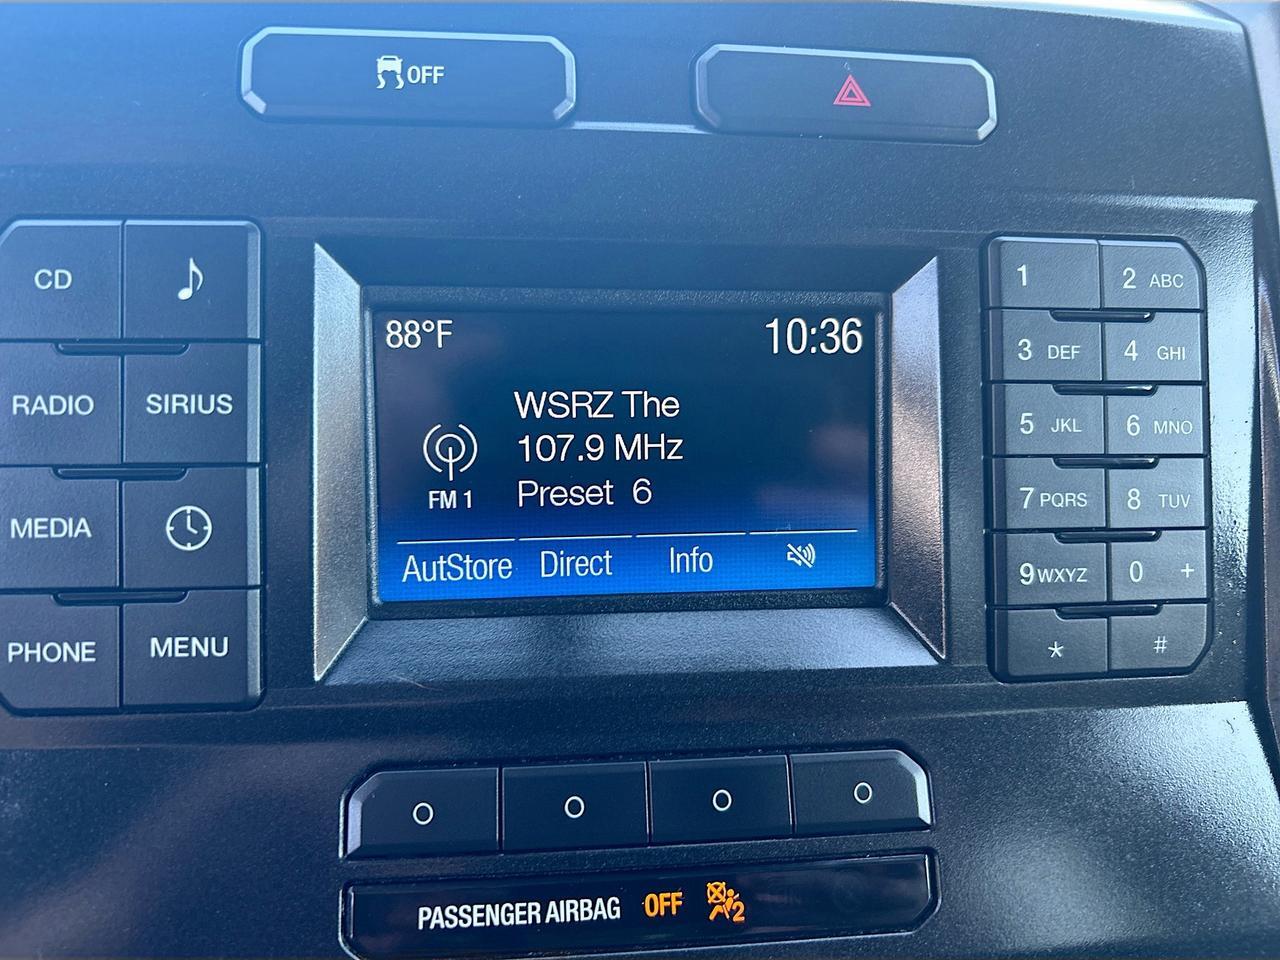 OFF
CD
RADIO
SIRIUS
MEDIA
PHONE
MENU
88°F
10:36
WSRZ The
107.9 MHz
Preset 6
FM 1
AutStore Direct Info
1
2 ABC
3 DEF
4 GHI
5 JKL
6 MNO
7 PQRS
8 TUV
9 WXYZ
0 +
*
#
PASSENGER AIRBAG OFF 2